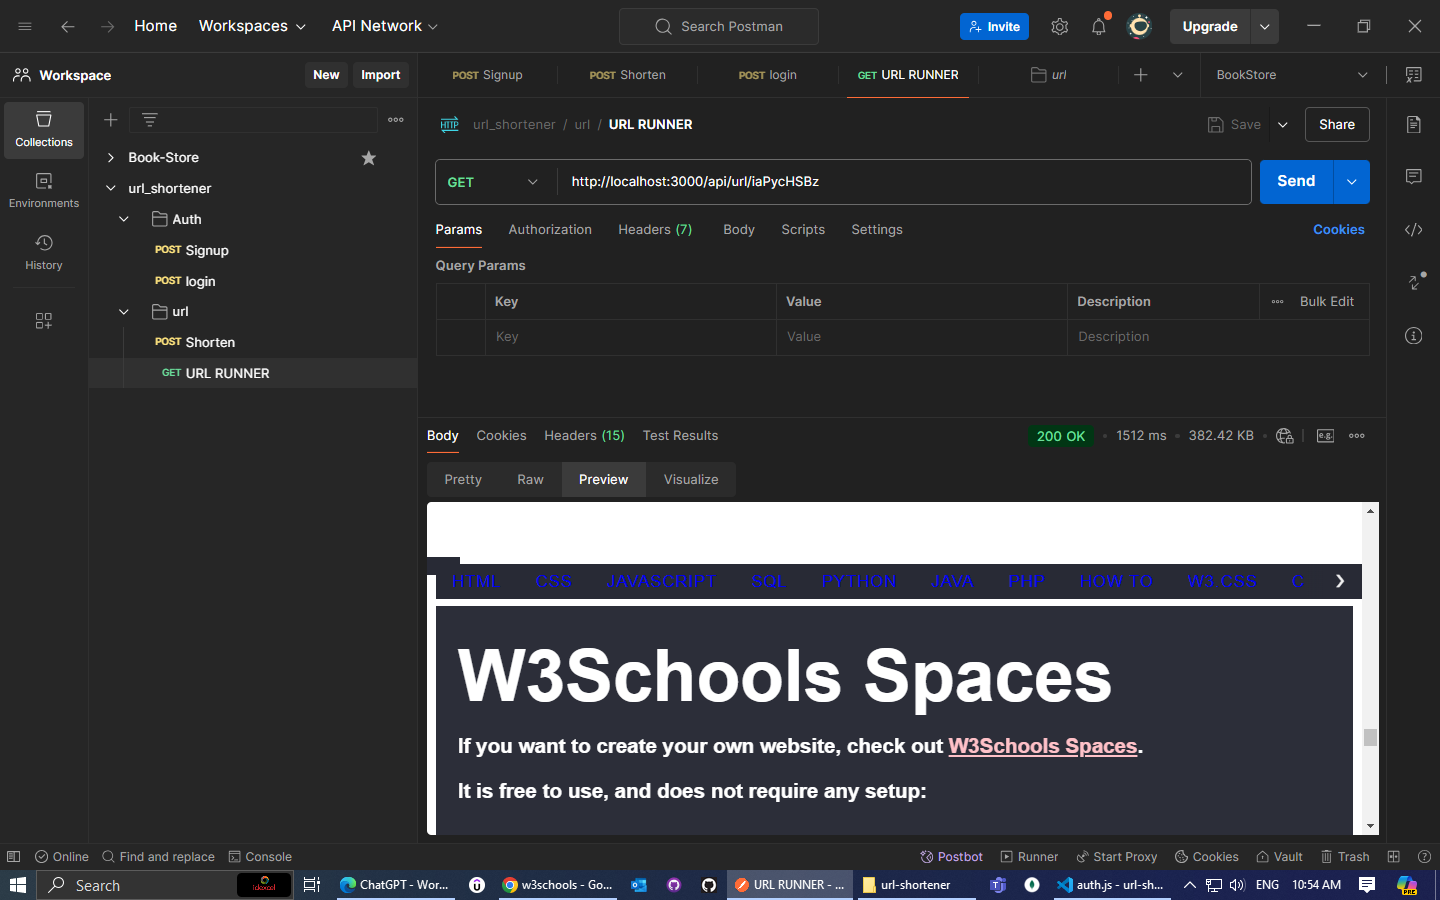 Home Workspaces API Network Search Postman Invite Upgrade
Workspace New Import
POST Signup POST Shorten POST login GET URL RUNNER url BookStore
Collections
Environments
History
Book-Store
url_shortener
Auth
POST Signup
POST login
url
POST Shorten
GET URL RUNNER
HTTP url_shortener / url / URL RUNNER Save Share
GET http://localhost:3000/api/url/iaPycHSBz Send
Params Authorization Headers (7) Body Scripts Settings Cookies
Query Params
Key Value Description Bulk Edit
Key Value Description
Body Cookies Headers (15) Test Results 200 OK 1512 ms 382.42 KB e.g.
Pretty Raw Preview Visualize
HTML CSS JAVASCRIPT SQL PYTHON JAVA PHP HOW TO W3.CSS C
W3Schools Spaces
If you want to create your own website, check out W3Schools Spaces.
It is free to use, and does not require any setup:
Online Find and replace Console Postbot Runner Start Proxy Cookies Vault Trash
Search Idexcel ChatGPT - Wor... w3schools - Go... URL RUNNER - ... url-shortener auth.js - url-sh... ENG 10:54 AM PRE